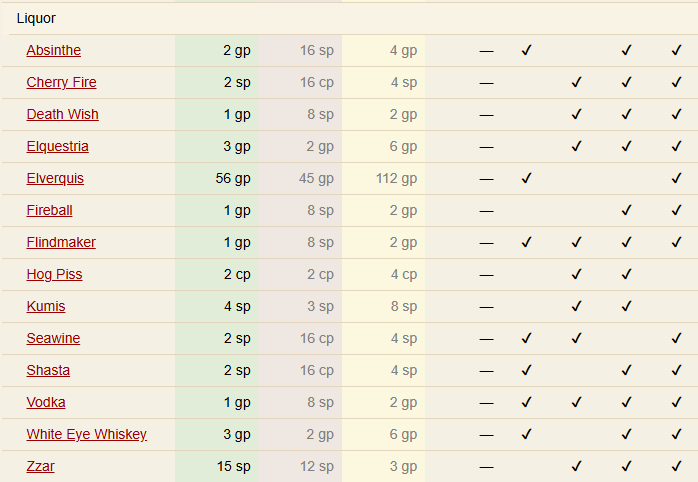 Liquor
Absinthe 2 gp 16 sp 4 gp — ✓ ✓ ✓
Cherry Fire 2 sp 16 cp 4 sp — ✓ ✓ ✓
Death Wish 1 gp 8 sp 2 gp — ✓ ✓ ✓
Elquestria 3 gp 2 gp 6 gp — ✓ ✓ ✓
Elverquis 56 gp 45 gp 112 gp — ✓ ✓
Fireball 1 gp 8 sp 2 gp — ✓ ✓
Flindmaker 1 gp 8 sp 2 gp — ✓ ✓ ✓ ✓
Hog Piss 2 cp 2 cp 4 cp — ✓ ✓
Kumis 4 sp 3 sp 8 sp — ✓ ✓
Seawine 2 sp 16 cp 4 sp — ✓ ✓ ✓
Shasta 2 sp 16 cp 4 sp — ✓ ✓ ✓
Vodka 1 gp 8 sp 2 gp — ✓ ✓ ✓ ✓
White Eye Whiskey 3 gp 2 gp 6 gp — ✓ ✓ ✓
Zzar 15 sp 12 sp 3 gp — ✓ ✓ ✓